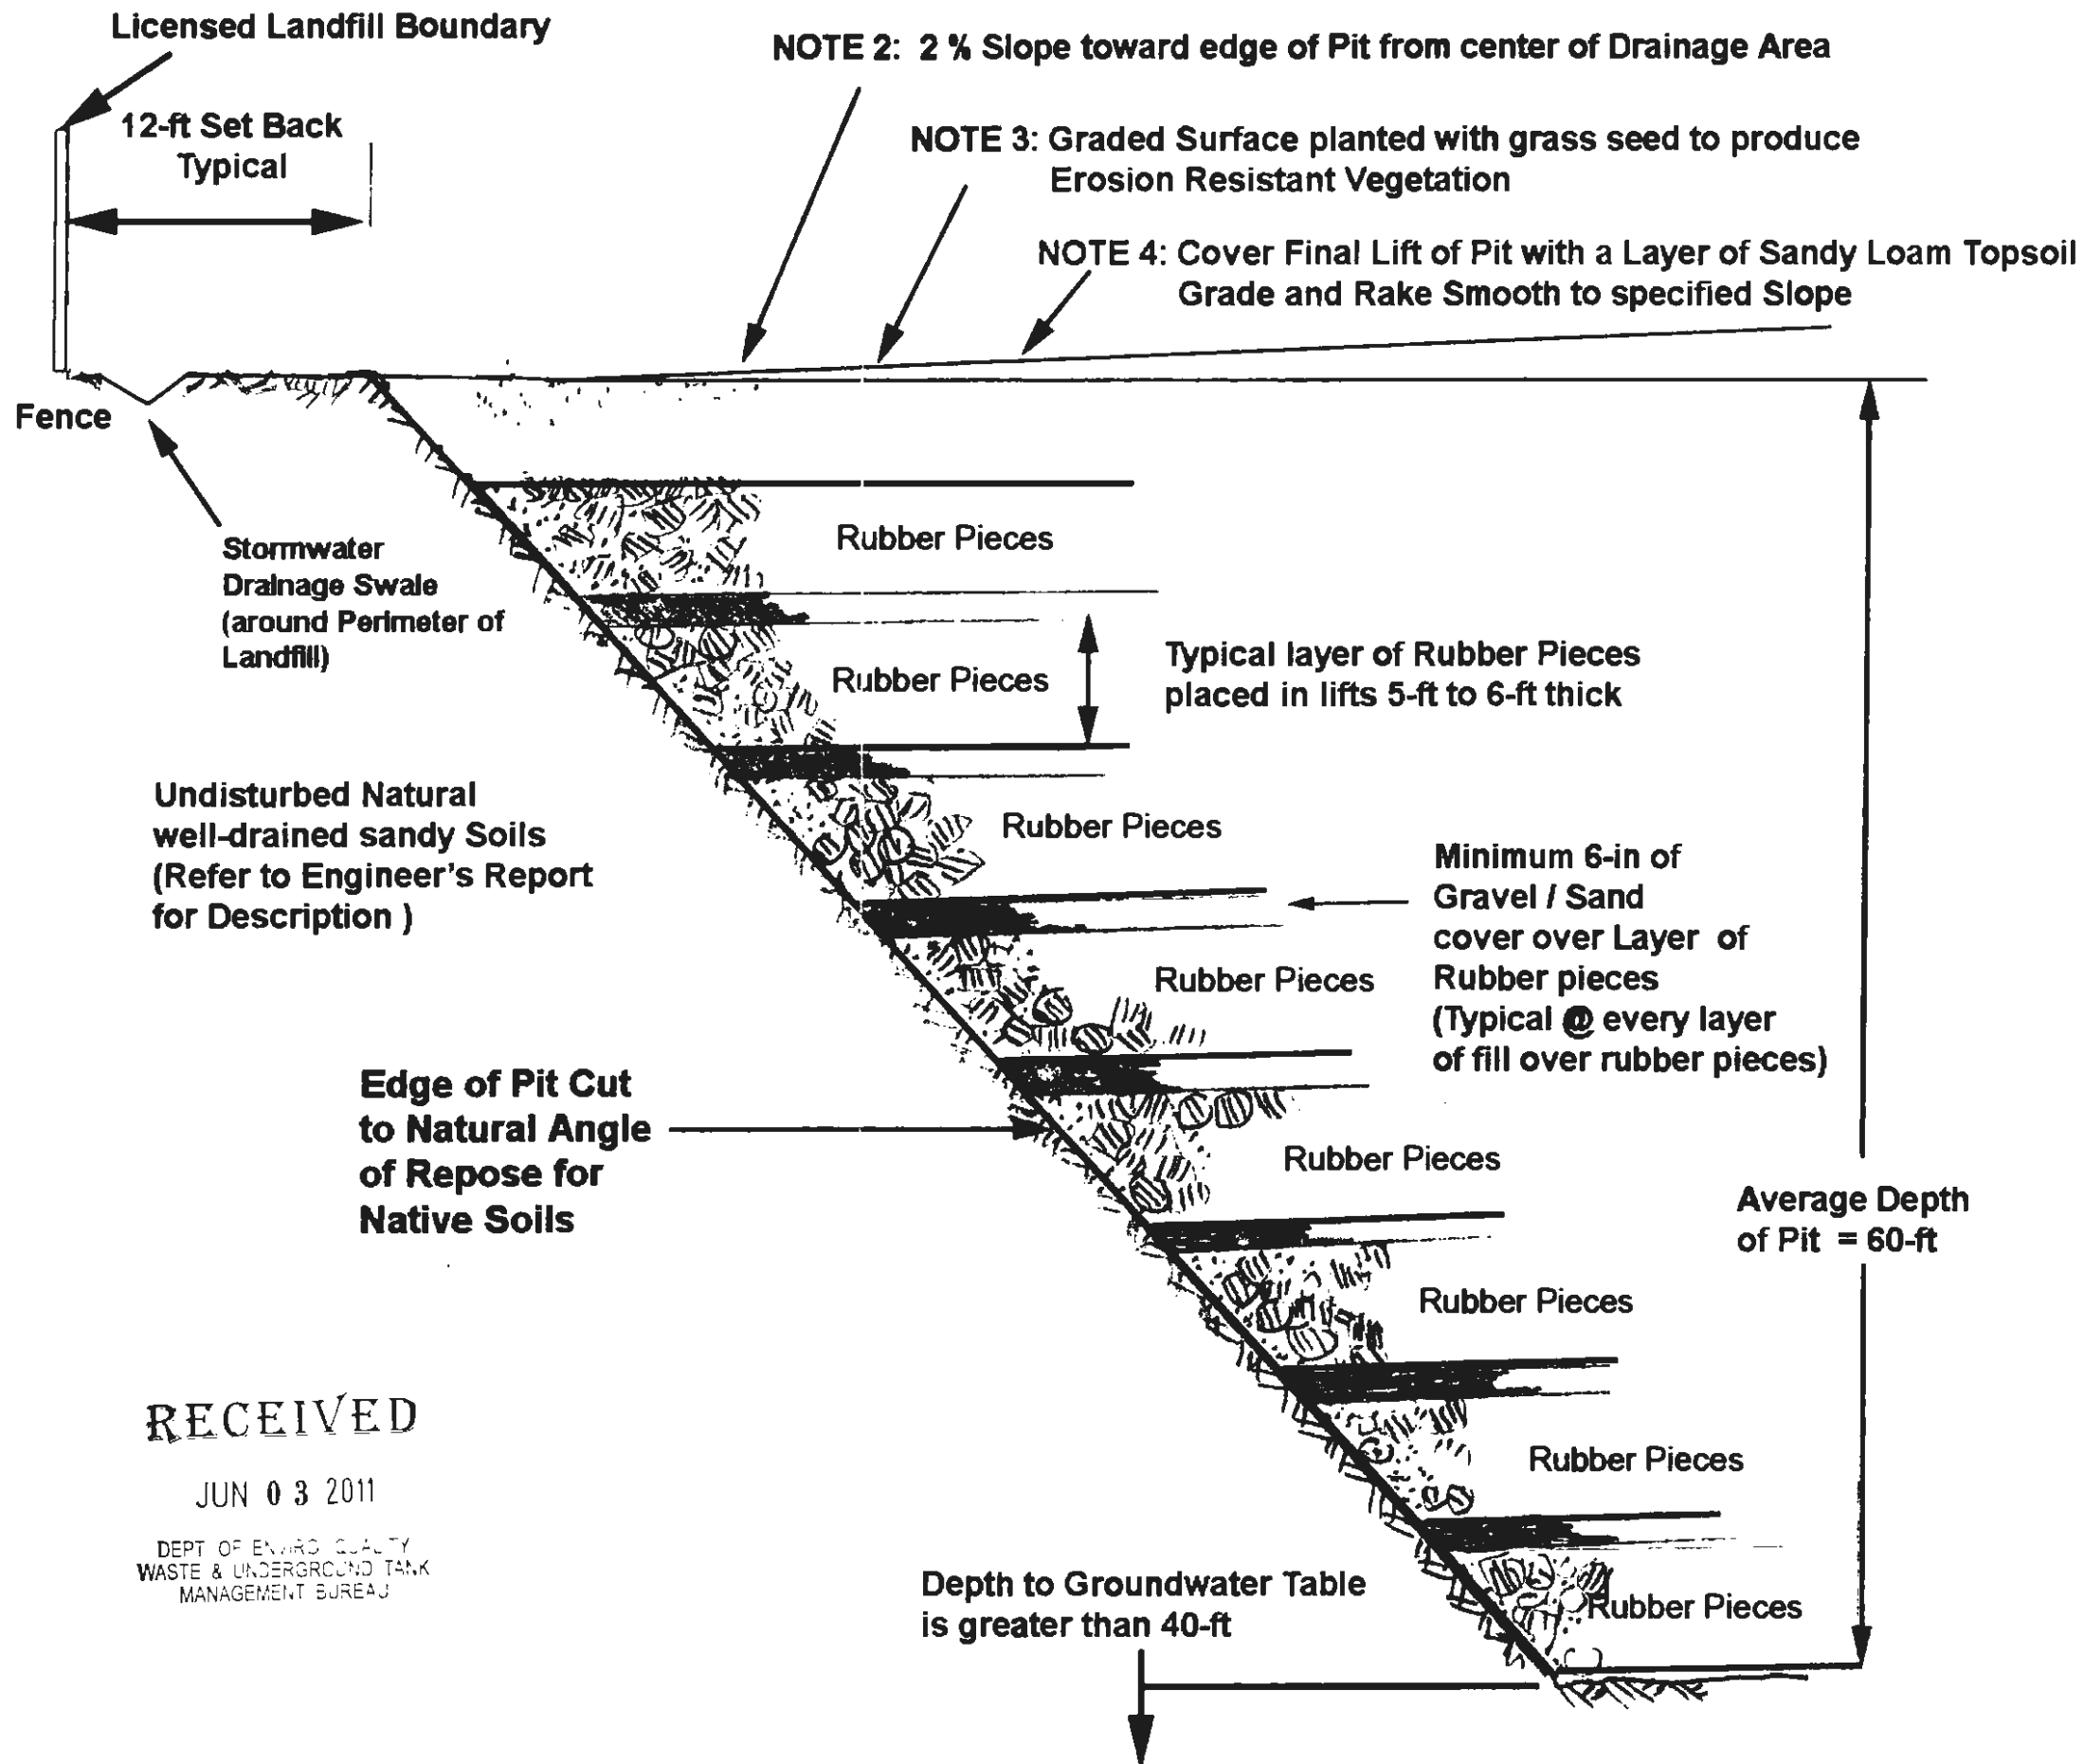 Licensed Landfill Boundary
NOTE 2: 2 % Slope toward edge of Pit from center of Drainage Area
12-ft Set Back
Typical
NOTE 3: Graded Surface planted with grass seed to produce
Erosion Resistant Vegetation
NOTE 4: Cover Final Lift of Pit with a Layer of Sandy Loam Topsoil
Grade and Rake Smooth to specified Slope
Fence
Stormwater
Drainage Swale
(around Perimeter of
Landfill)
Rubber Pieces
Rubber Pieces
Typical layer of Rubber Pieces
placed in lifts 5-ft to 6-ft thick
Undisturbed Natural
well-drained sandy Soils
(Refer to Engineer's Report
for Description )
Rubber Pieces
Minimum 6-in of
Gravel / Sand
cover over Layer of
Rubber pieces
(Typical @ every layer
of fill over rubber pieces)
Rubber Pieces
Edge of Pit Cut
to Natural Angle
of Repose for
Native Soils
Rubber Pieces
Average Depth
of Pit = 60-ft
Rubber Pieces
RECEIVED
JUN 03 2011
DEPT OF ENVIRO QUALITY
WASTE & UNDERGROUND TANK
MANAGEMENT BUREAU
Rubber Pieces
Depth to Groundwater Table
is greater than 40-ft
Rubber Pieces